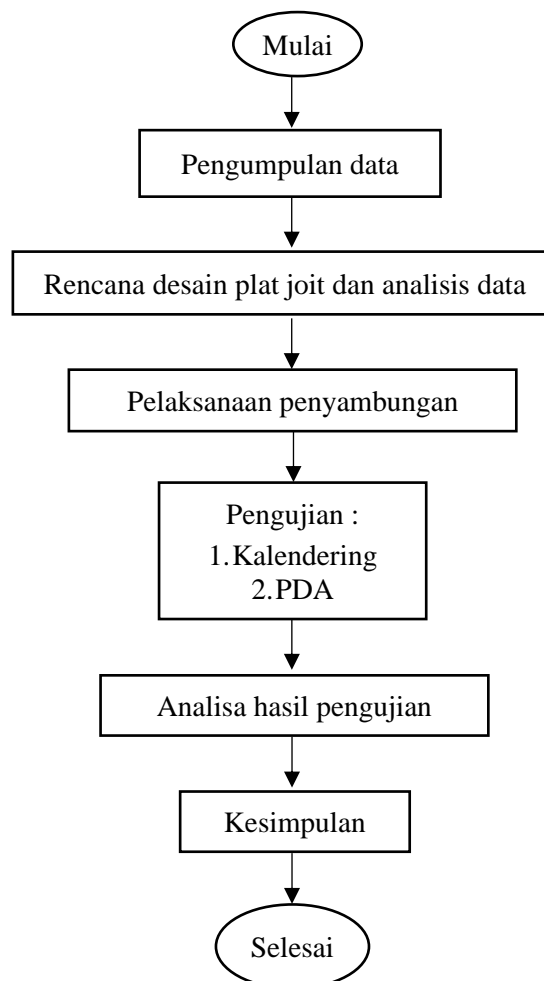 Mulai
Pengumpulan data
Rencana desain plat joit dan analisis data
Pelaksanaan penyambungan
Pengujian :
1.Kalendering
2.PDA
Analisa hasil pengujian
Kesimpulan
Selesai